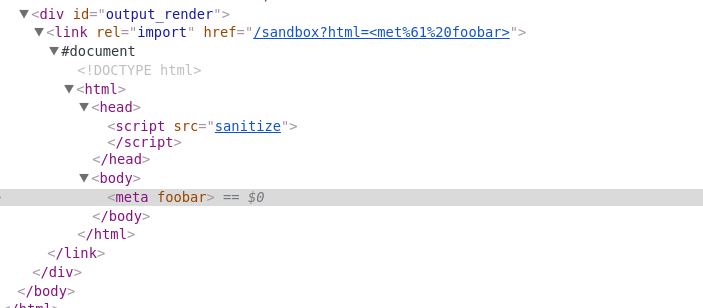 <div id="output_render">
<link rel="import" href="/sandbox?html=<met%61%20foobar>">
#document
<!DOCTYPE html>
<html>
<head>
<script src="sanitize">
</script>
</head>
<body>
<meta foobar> == $0
</body>
</html>
</link>
</div>
</body>
</html>